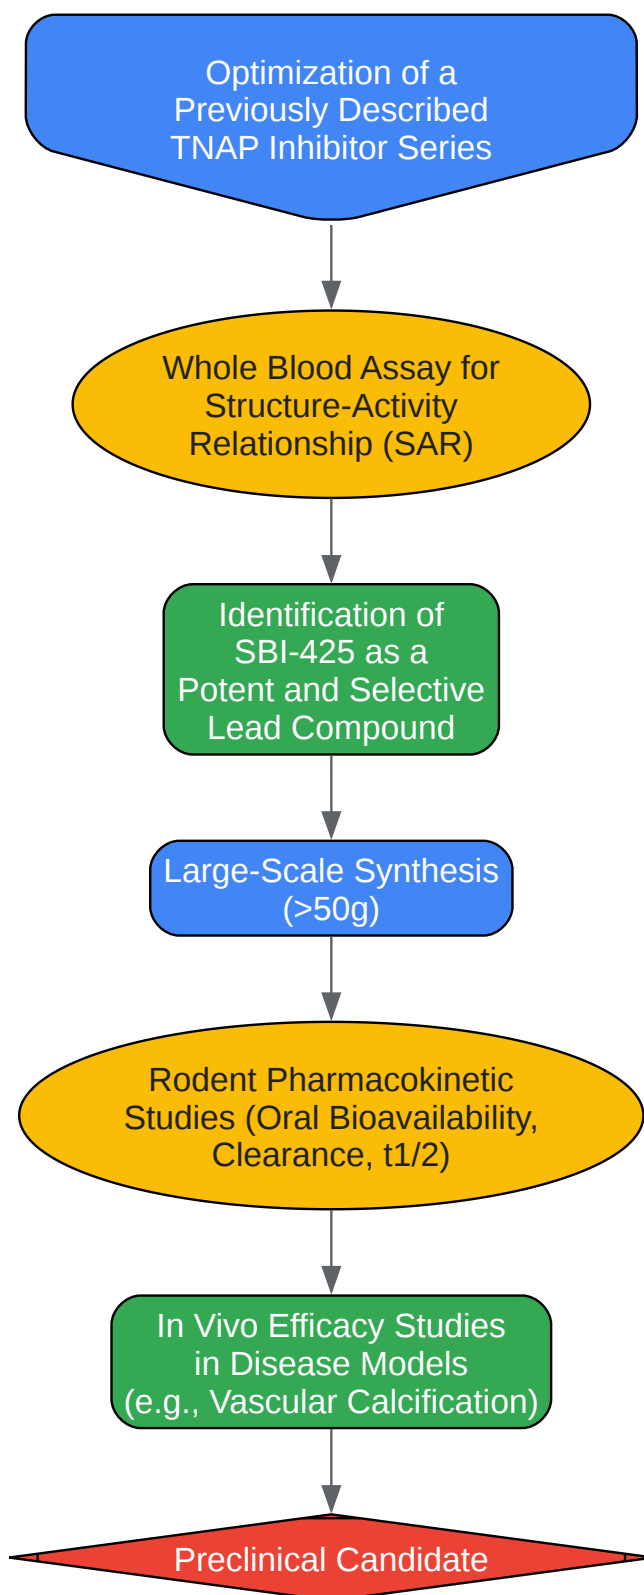 Optimization of a
Previously Described
TNAP Inhibitor Series
Whole Blood Assay for
Structure-Activity
Relationship (SAR)
Identification of
SBI-425 as a
Potent and Selective
Lead Compound
Large-Scale Synthesis
(>50g)
Rodent Pharmacokinetic
Studies (Oral Bioavailability,
Clearance, t1/2)
In Vivo Efficacy Studies
in Disease Models
(e.g., Vascular Calcification)
Preclinical Candidate